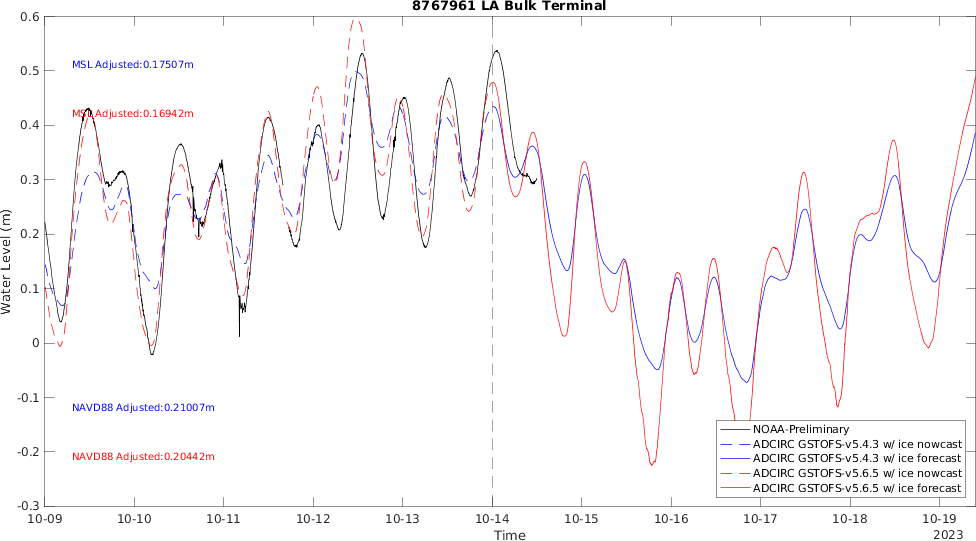 8767961 LA Bulk Terminal
Water Level (m)
0.6
0.5
0.4
0.3
0.2
0.1
0
-0.1
-0.2
-0.3
MSL Adjusted:0.17507m
MSL Adjusted:0.16942m
NAVD88 Adjusted:0.21007m
NAVD88 Adjusted:0.20442m
NOAA-Preliminary
ADCIRC GSTOFS-v5.4.3 w/ ice nowcast
ADCIRC GSTOFS-v5.4.3 w/ ice forecast
ADCIRC GSTOFS-v5.6.5 w/ ice nowcast
ADCIRC GSTOFS-v5.6.5 w/ ice forecast
10-09 10-10 10-11 10-12 10-13 10-14 10-15 10-16 10-17 10-18 10-19
Time
2023